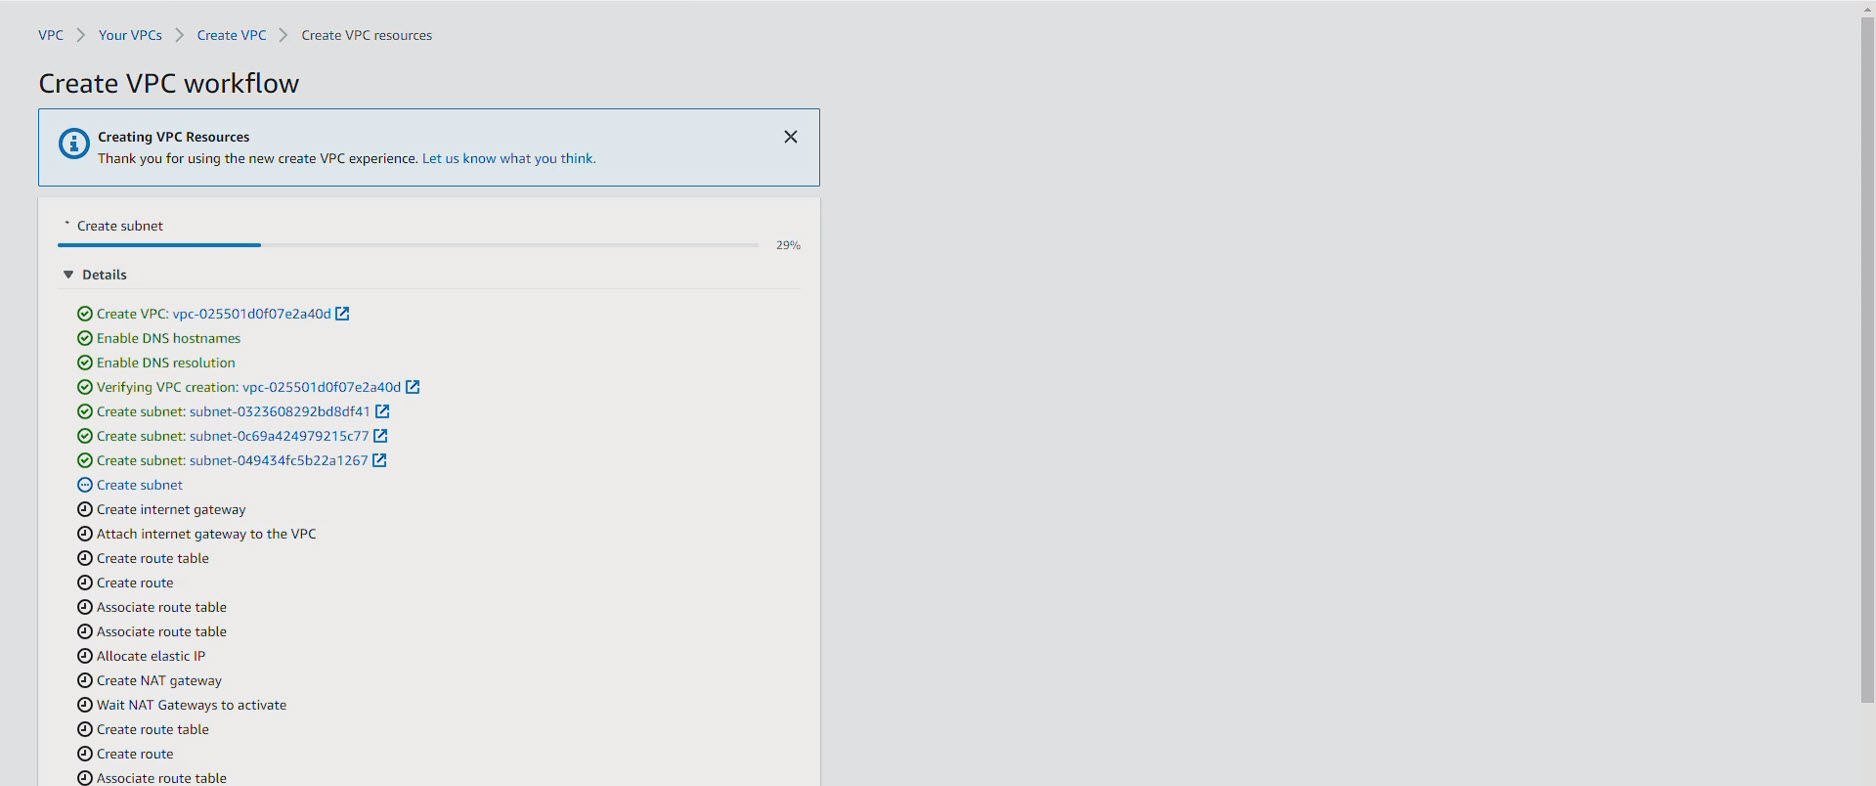 VPC > Your VPCs > Create VPC > Create VPC resources
Create VPC workflow
Creating VPC Resources
Thank you for using the new create VPC experience. Let us know what you think.
Create subnet
29%
Details
Create VPC: vpc-025501d0f07e2a40d
Enable DNS hostnames
Enable DNS resolution
Verifying VPC creation: vpc-025501d0f07e2a40d
Create subnet: subnet-0323608292bd8df41
Create subnet: subnet-0c69a424979215c77
Create subnet: subnet-049434fc5b22a1267
Create subnet
Create internet gateway
Attach internet gateway to the VPC
Create route table
Create route
Associate route table
Associate route table
Allocate elastic IP
Create NAT gateway
Wait NAT Gateways to activate
Create route table
Create route
Associate route table